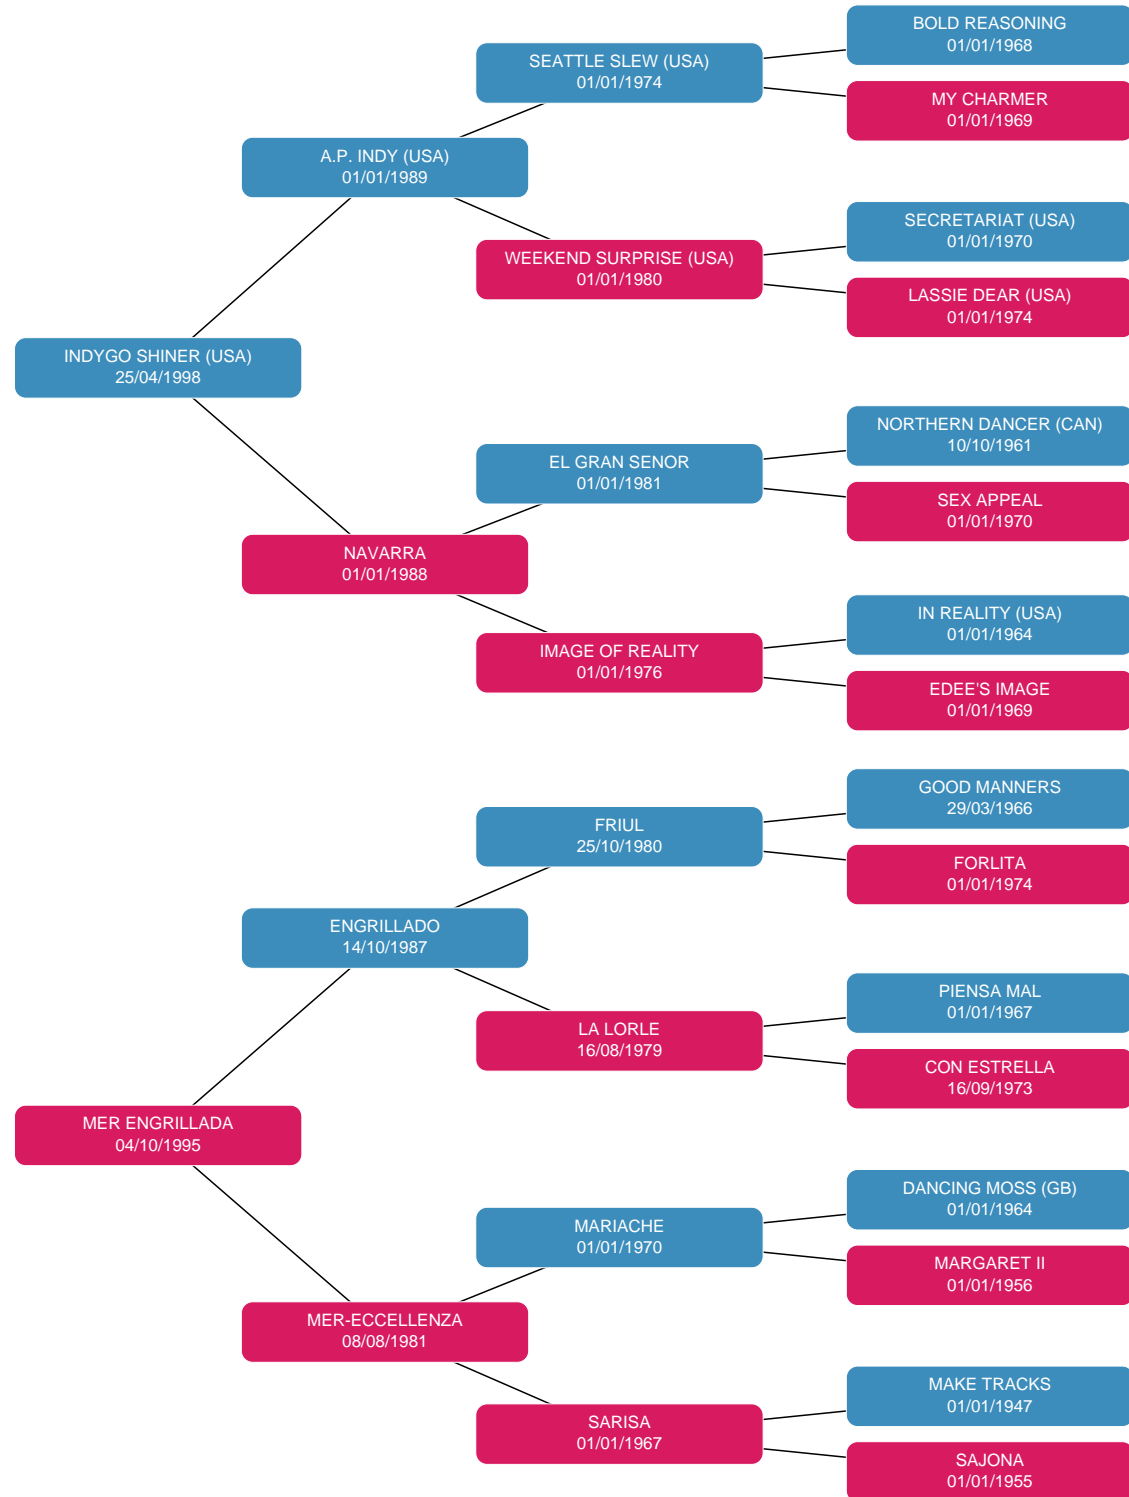 BOLD REASONING
01/01/1968
SEATTLE SLEW (USA)
01/01/1974
MY CHARMER
01/01/1969
A.P. INDY (USA)
01/01/1989
SECRETARIAT (USA)
01/01/1970
WEEKEND SURPRISE (USA)
01/01/1980
LASSIE DEAR (USA)
01/01/1974
INDYGO SHINER (USA)
25/04/1998
NORTHERN DANCER (CAN)
10/10/1961
EL GRAN SENOR
01/01/1981
SEX APPEAL
01/01/1970
NAVARRA
01/01/1988
IN REALITY (USA)
01/01/1964
IMAGE OF REALITY
01/01/1976
EDEE'S IMAGE
01/01/1969
GOOD MANNERS
29/03/1966
FRIUL
25/10/1980
FORLITA
01/01/1974
ENGRILLADO
14/10/1987
PIENSA MAL
01/01/1967
LA LORLE
16/08/1979
CON ESTRELLA
16/09/1973
MER ENGRILLADA
04/10/1995
DANCING MOSS (GB)
01/01/1964
MARIACHE
01/01/1970
MARGARET II
01/01/1956
MER-ECCELLENZA
08/08/1981
MAKE TRACKS
01/01/1947
SARISA
01/01/1967
SAJONA
01/01/1955